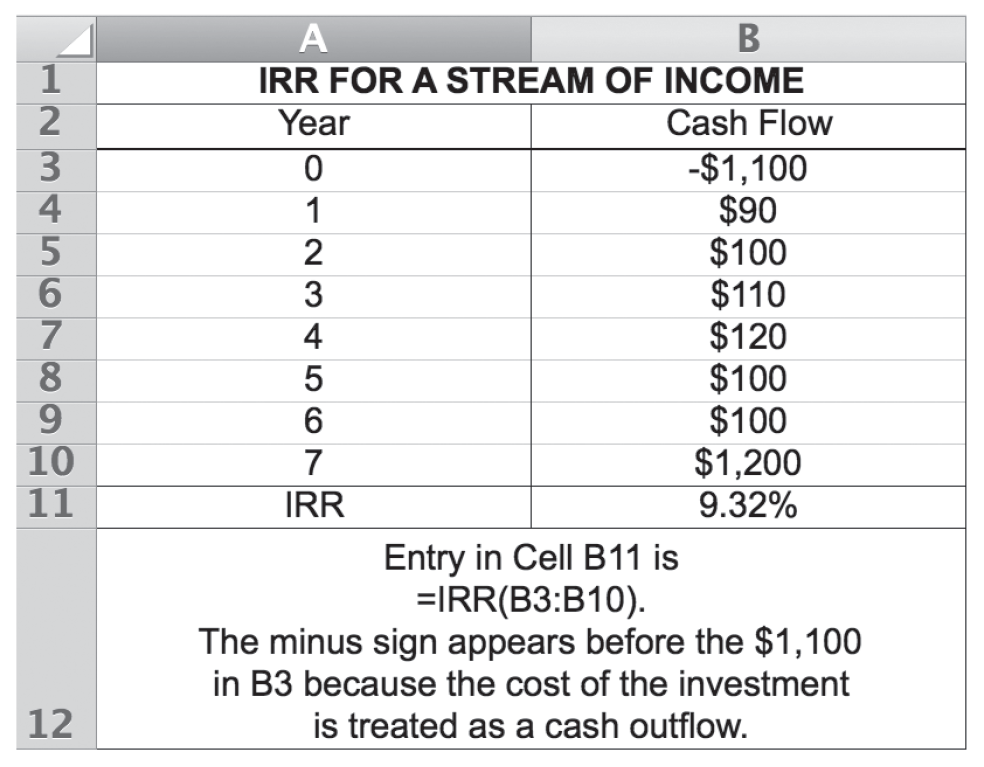 A B
1 IRR FOR A STREAM OF INCOME
2 Year Cash Flow
3 0 -$1,100
4 1 $90
5 2 $100
6 3 $110
7 4 $120
8 5 $100
9 6 $100
10 7 $1,200
11 IRR 9.32%
Entry in Cell B11 is
=IRR(B3:B10).
The minus sign appears before the $1,100
in B3 because the cost of the investment
12 is treated as a cash outflow.